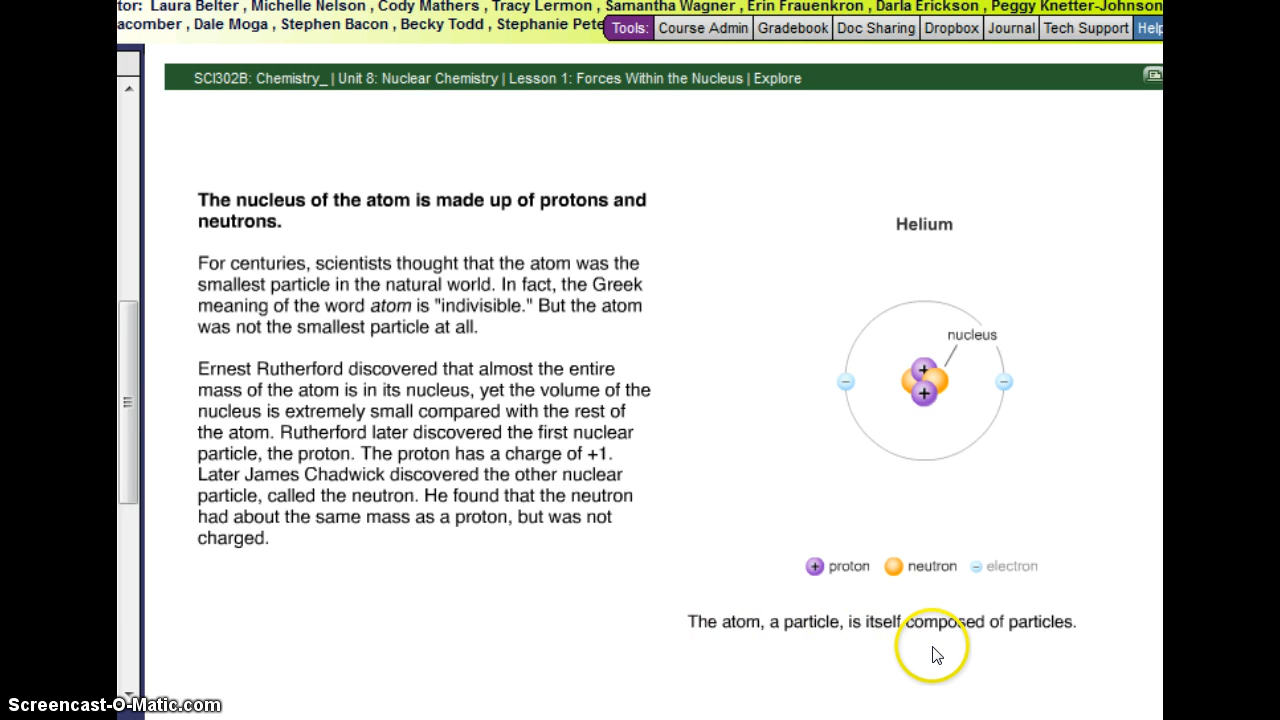 tor: Laura Belter , Michelle Nelson , Cody Mathers , Tracy Lermon , Samantha Wagner , Erin Frauenkron , Darla Erickson , Peggy Knetter-Johnson
acomber , Dale Moga , Stephen Bacon , Becky Todd , Stephanie Pete
Tools: Course Admin Gradebook Doc Sharing Dropbox Journal Tech Support Help
SCI302B: Chemistry_ | Unit 8: Nuclear Chemistry | Lesson 1: Forces Within the Nucleus | Explore
The nucleus of the atom is made up of protons and
neutrons.
For centuries, scientists thought that the atom was the
smallest particle in the natural world. In fact, the Greek
meaning of the word atom is "indivisible." But the atom
was not the smallest particle at all.
Ernest Rutherford discovered that almost the entire
mass of the atom is in its nucleus, yet the volume of the
nucleus is extremely small compared with the rest of
the atom. Rutherford later discovered the first nuclear
particle, the proton. The proton has a charge of +1.
Later James Chadwick discovered the other nuclear
particle, called the neutron. He found that the neutron
had about the same mass as a proton, but was not
charged.
Helium
nucleus
+
− −
+
+ proton neutron − electron
The atom, a particle, is itself composed of particles.
Screencast-O-Matic.com